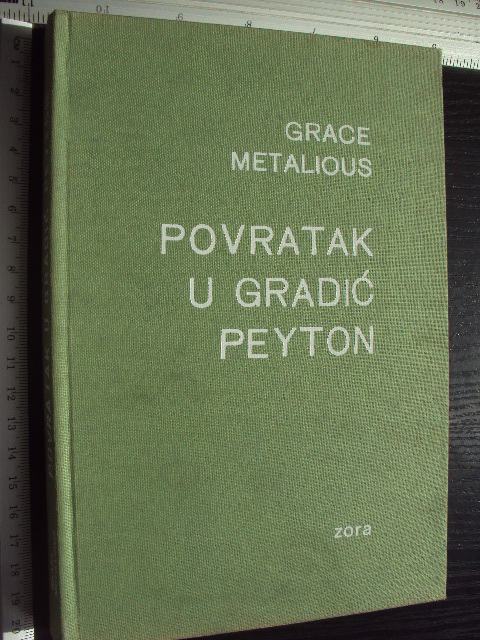 GRACE
METALIOUS
POVRATAK
U GRADIĆ
PEYTON
zora